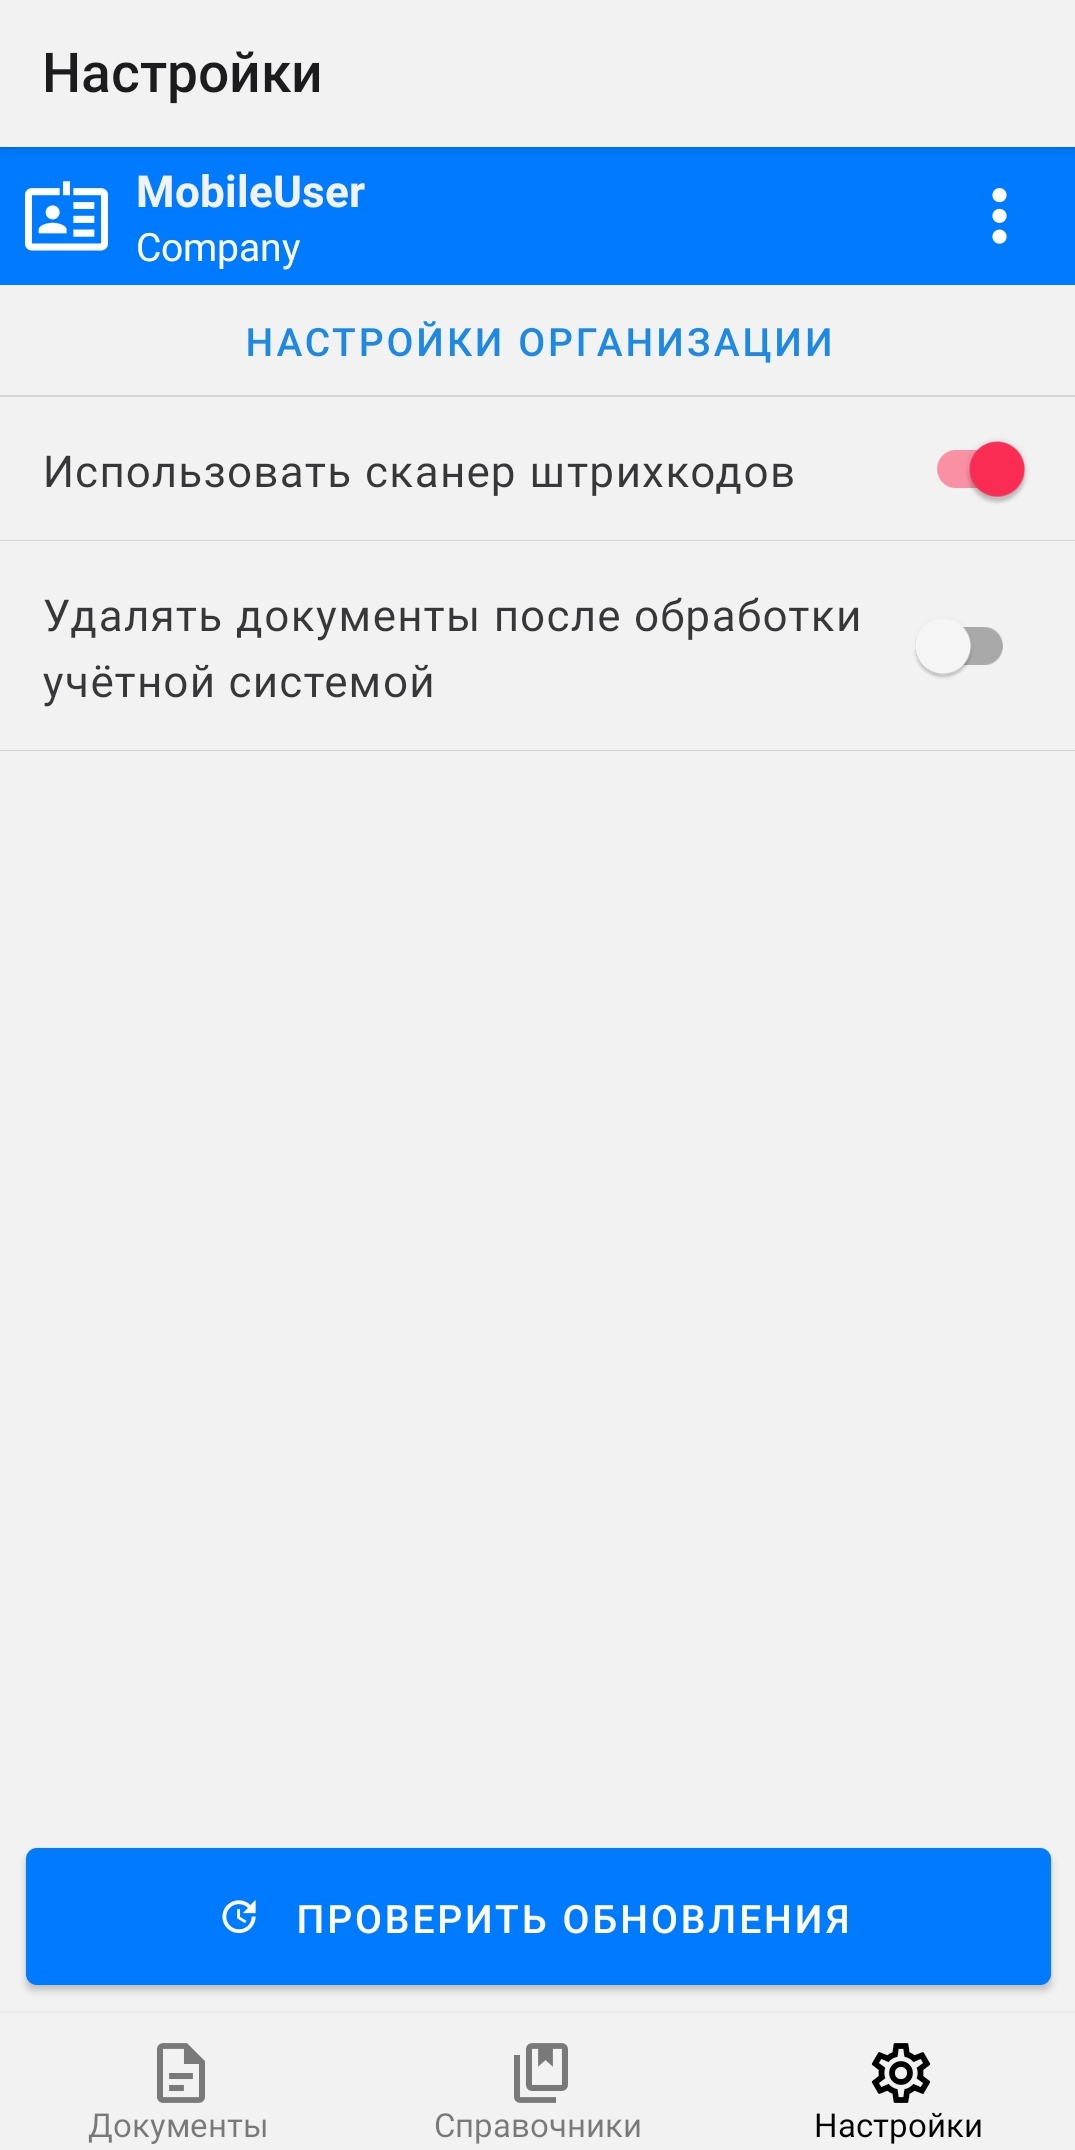 Настройки
MobileUser
Company
НАСТРОЙКИ ОРГАНИЗАЦИИ
Использовать сканер штрихкодов
Удалять документы после обработки
учётной системой
ПРОВЕРИТЬ ОБНОВЛЕНИЯ
Документы
Справочники
Настройки